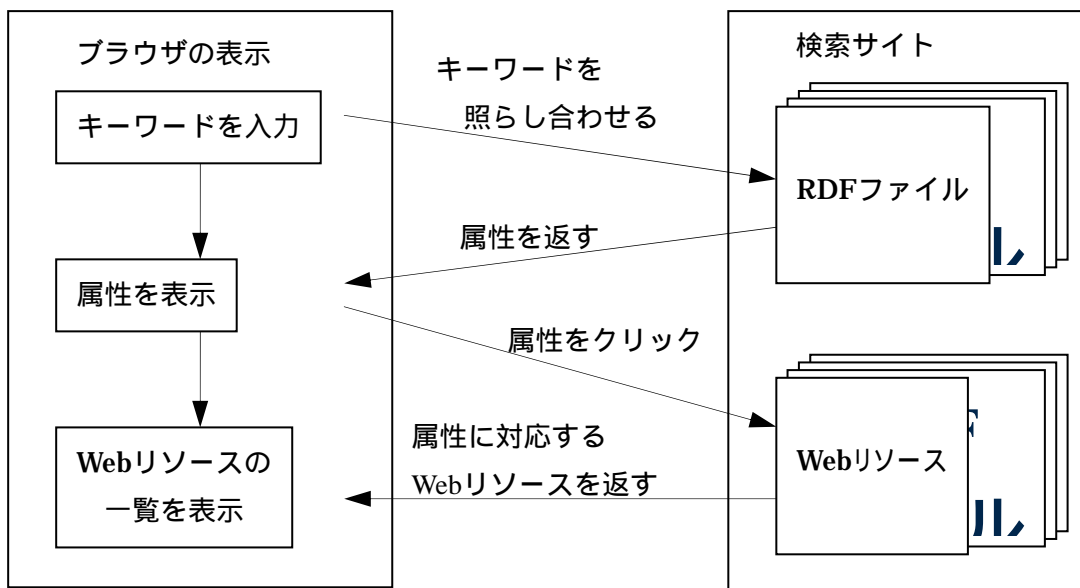 ブラウザの表示
キーワードを入力
属性を表示
Webリソースの
一覧を表示
キーワードを
照らし合わせる
属性を返す
属性をクリック
属性に対応する
Webリソースを返す
検索サイト
RDFファイル
Webリソース